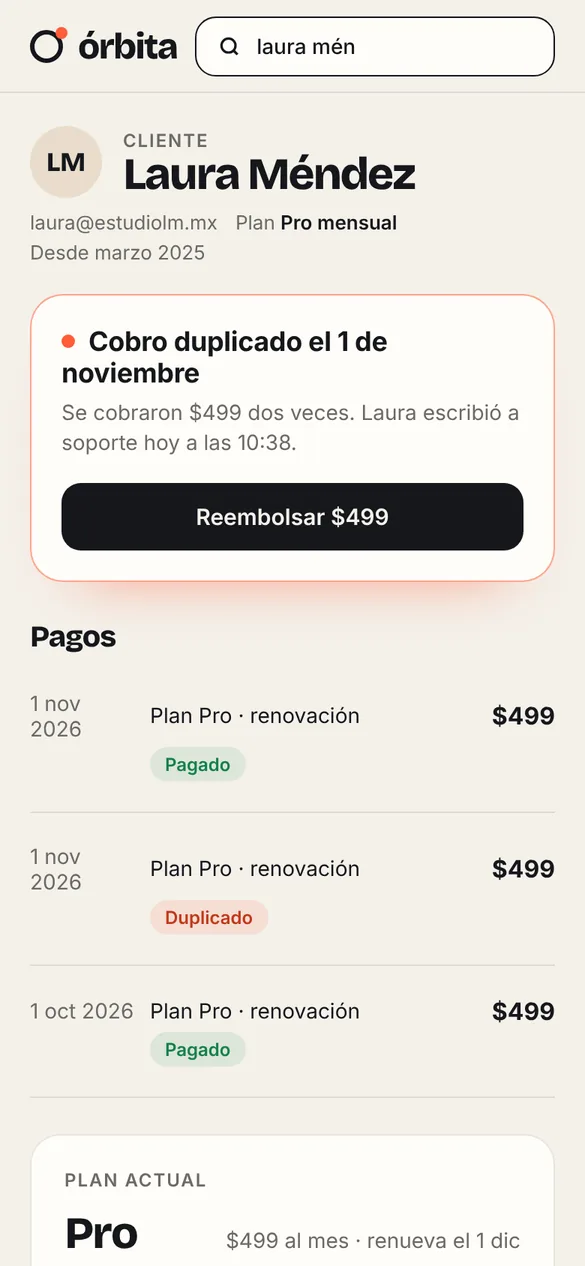 órbita
laura mén
LM
CLIENTE
Laura Méndez
laura@estudiolm.mx Plan Pro mensual
Desde marzo 2025
Cobro duplicado el 1 de
noviembre
Se cobraron $499 dos veces. Laura escribió a
soporte hoy a las 10:38.
Reembolsar $499
Pagos
1 nov
2026
Plan Pro · renovación
$499
Pagado
1 nov
2026
Plan Pro · renovación
$499
Duplicado
1 oct 2026 Plan Pro · renovación $499
Pagado
PLAN ACTUAL
Pro
$499 al mes · renueva el 1 dic